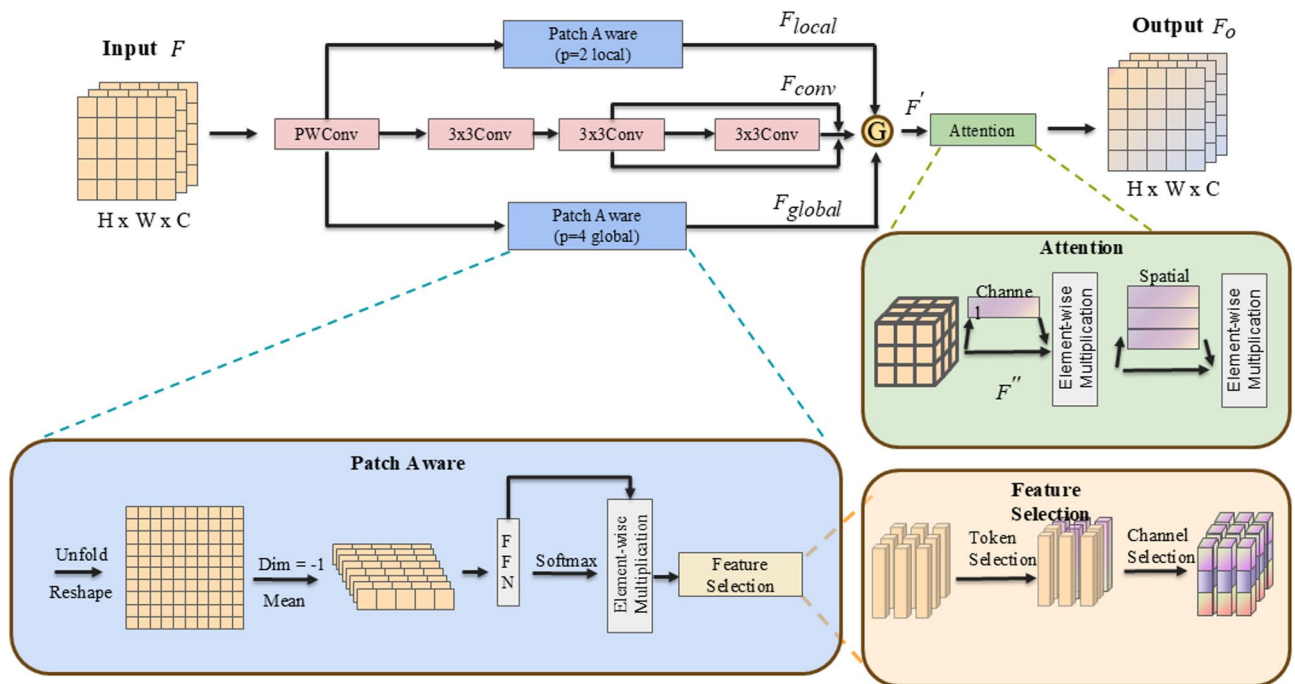 Input F
H x W x C
PWConv
Patch Aware
(p=2 local)
3x3Conv
3x3Conv
3x3Conv
Patch Aware
(p=4 global)
F_local
F_conv
F_global
G
F'
Attention
Output F_o
H x W x C
Attention
Channe
l
F''
Element-wise
Multiplication
Spatial
Element-wise
Multiplication
Patch Aware
Unfold
Reshape
Dim = -1
Mean
F
F
N
Softmax
Element-wise
Multiplication
Feature
Selection
Feature
Selection
Token
Selection
Channel
Selection